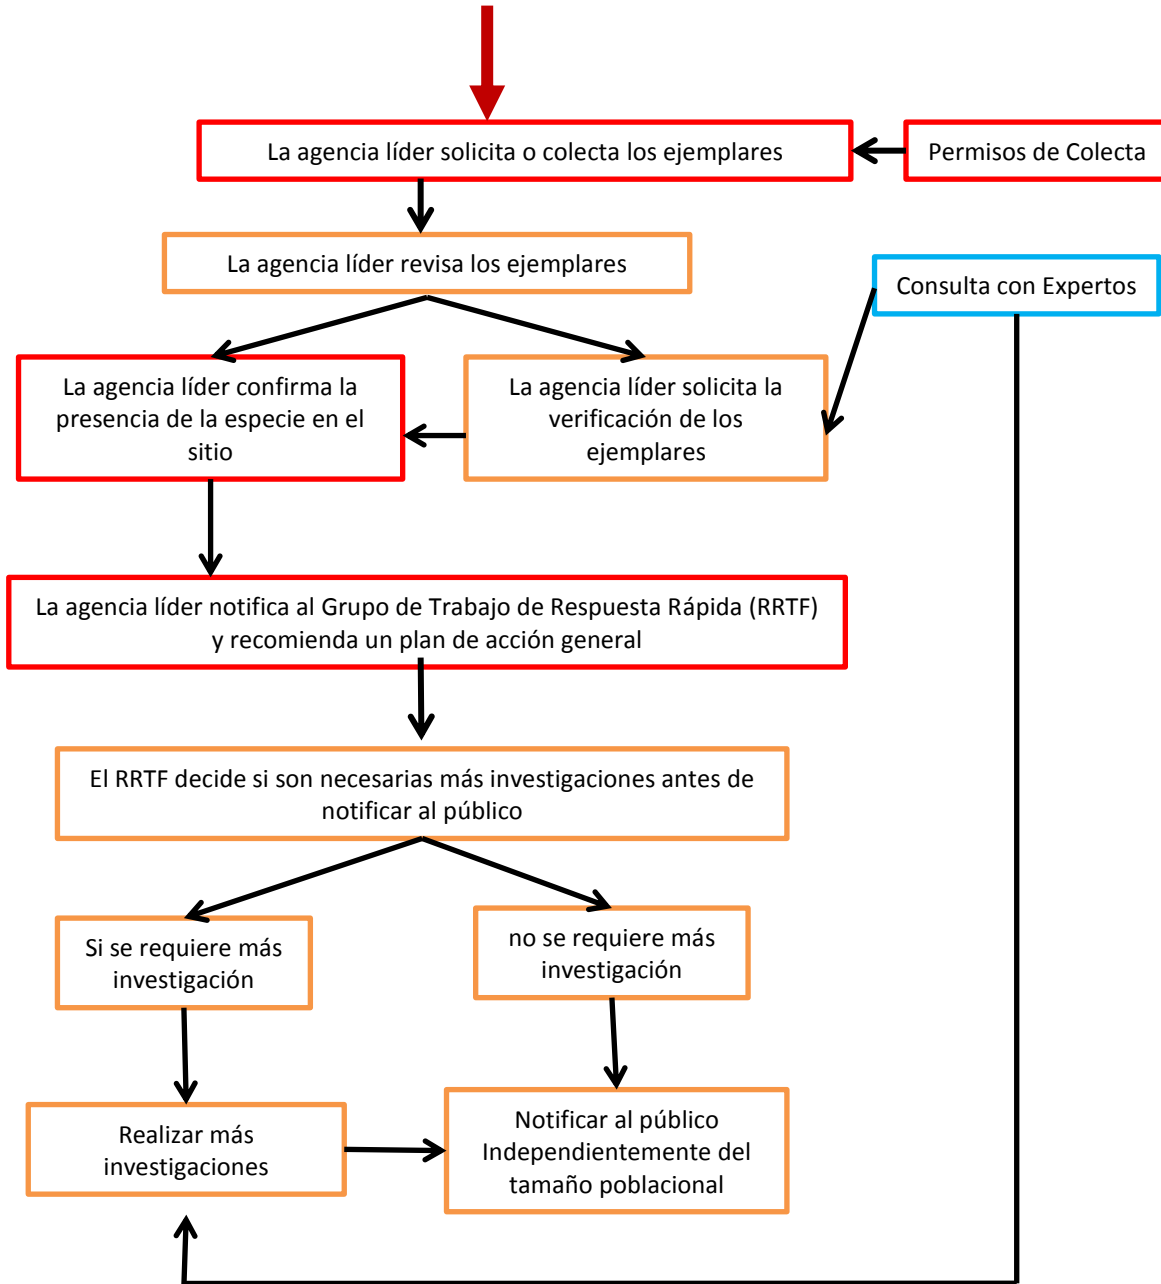 La agencia líder solicita o colecta los ejemplares
Permisos de Colecta
La agencia líder revisa los ejemplares
Consulta con Expertos
La agencia líder confirma la
presencia de la especie en el
sitio
La agencia líder solicita la
verificación de los
ejemplares
La agencia líder notifica al Grupo de Trabajo de Respuesta Rápida (RRTF)
y recomienda un plan de acción general
El RRTF decide si son necesarias más investigaciones antes de
notificar al público
Si se requiere más
investigación
no se requiere más
investigación
Realizar más
investigaciones
Notificar al público
Independientemente del
tamaño poblacional